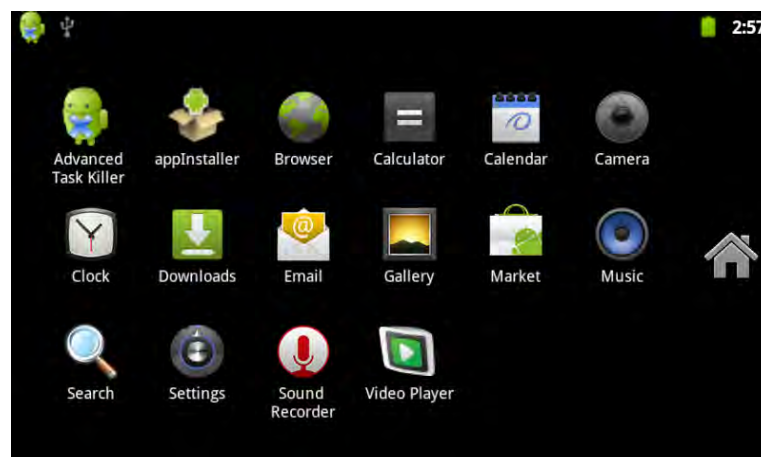 2:57
Advanced
Task Killer
appInstaller
Browser
Calculator
Calendar
Camera
Clock
Downloads
Email
Gallery
Market
Music
Search
Settings
Sound
Recorder
Video Player